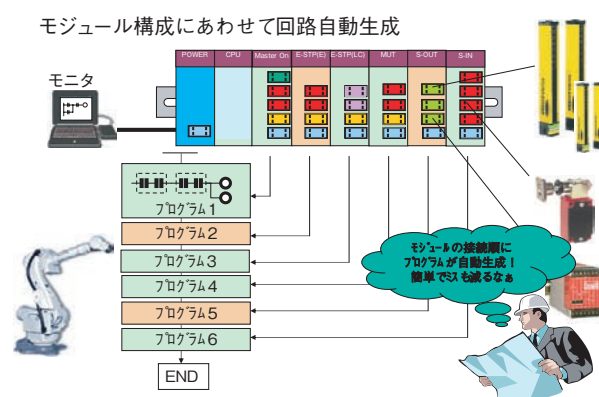 モジュール構成にあわせて回路自動生成
POWER CPU Master On E-STP(E) E-STP(LC) MUT S-OUT S-IN
モニタ
プログラム1
プログラム2
プログラム3
プログラム4
プログラム5
プログラム6
END
モジュールの接続順に
プログラムが自動生成!
簡単でミスも減るなぁ